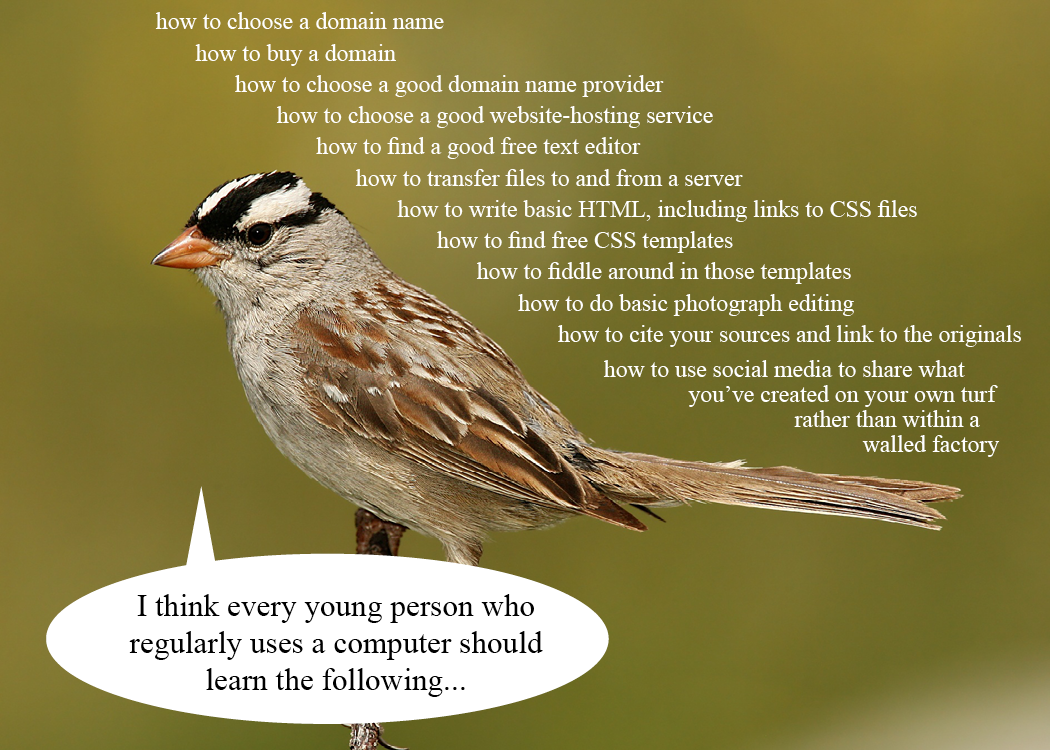 how to choose a domain name
how to buy a domain
how to choose a good domain name provider
how to choose a good website-hosting service
how to find a good free text editor
how to transfer files to and from a server
how to write basic HTML, including links to CSS files
how to find free CSS templates
how to fiddle around in those templates
how to do basic photograph editing
how to cite your sources and link to the originals
how to use social media to share what
you’ve created on your own turf
rather than within a
walled factory
I think every young person who
regularly uses a computer should
learn the following...